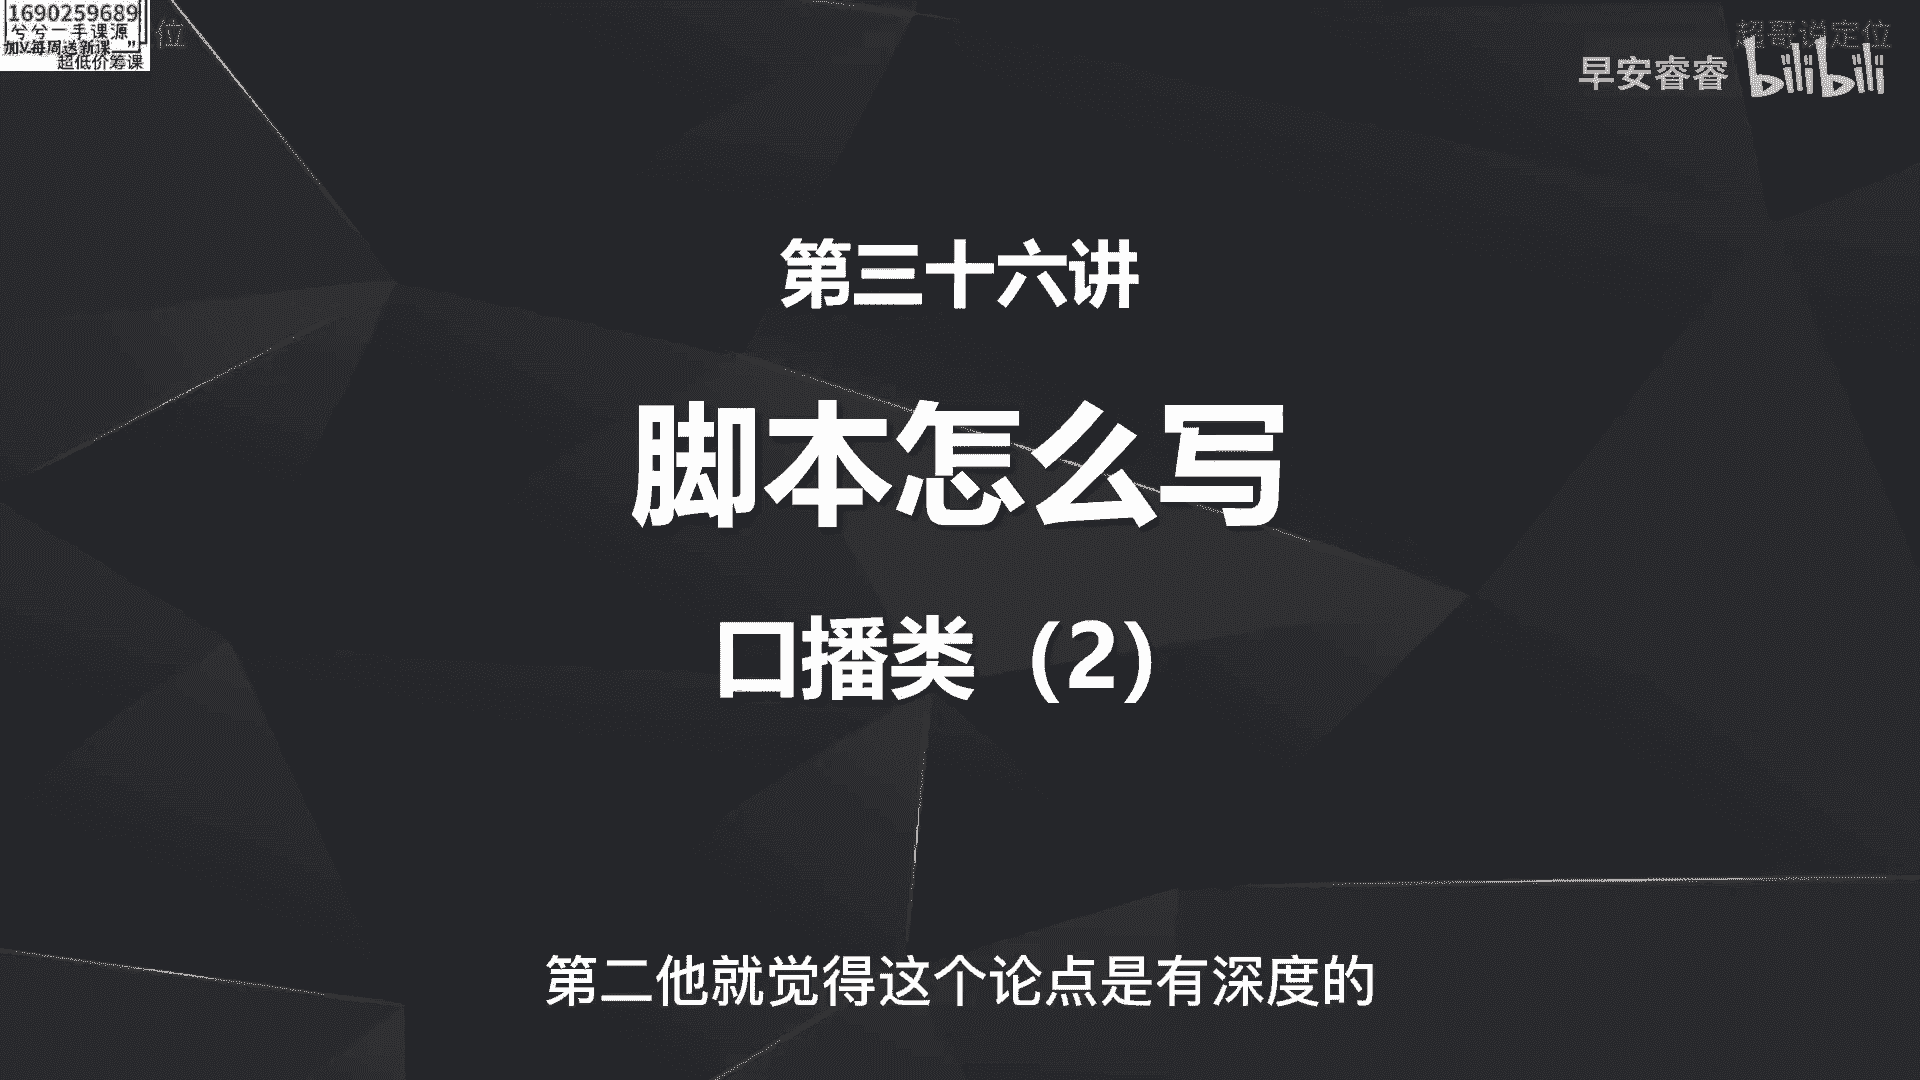 1690259689
兮兮一手课源
加V每周送新课
超低价筹课
位
超哥说定位
早安睿睿 bilibili
第三十六讲
脚本怎么写
口播类（2）
第二他就觉得这个论点是有深度的